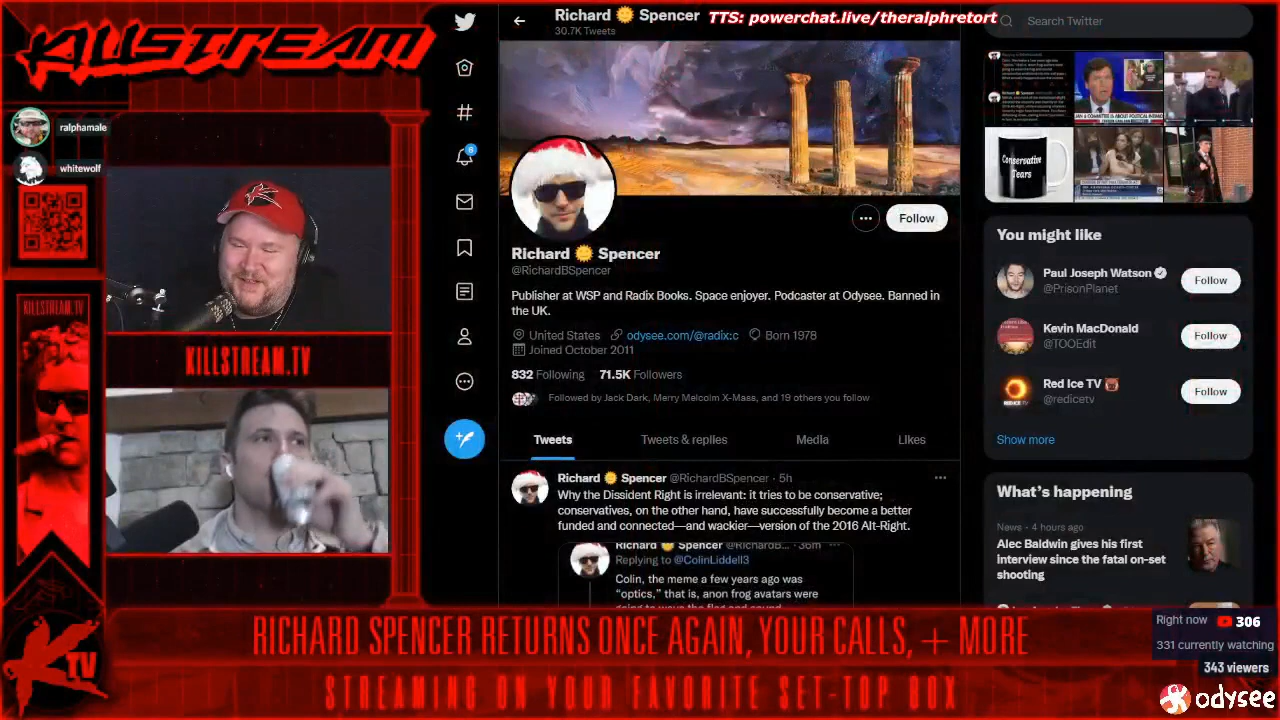 KILLSTREAM
ralphamale
whitewolf
KILLSTREAM.TV
KILLSTREAM.TV
K
TV
Richard 🌞 Spencer
30.7K Tweets
TTS: powerchat.live/theralphretort
Search Twitter
6
Follow
Richard 🌞 Spencer
@RichardBSpencer
Publisher at WSP and Radix Books. Space enjoyer. Podcaster at Odysee. Banned in
the UK.
United States odysee.com/@radix:c Born 1978
Joined October 2011
832 Following 71.5K Followers
Followed by Jack Dark, Merry Melcolm X-Mass, and 19 others you follow
Tweets Tweets & replies Media Likes
Richard 🌞 Spencer @RichardBSpencer · 5h
Why the Dissident Right is irrelevant: it tries to be conservative;
conservatives, on the other hand, have successfully become a better
funded and connected—and wackier—version of the 2016 Alt-Right.
Richard 🌞 Spencer @RichardB... · 36m
Replying to @ColinLiddell3
Colin, the meme a few years ago was
“optics,” that is, anon frog avatars were
Conservative
Tears
You might like
Paul Joseph Watson
@PrisonPlanet
Follow
Kevin MacDonald
@TOOEdit
Follow
Red Ice TV 👹
@redicetv
Follow
Show more
What’s happening
News · 4 hours ago
Alec Baldwin gives his first
interview since the fatal on-set
shooting
RICHARD SPENCER RETURNS ONCE AGAIN, YOUR CALLS, + MORE
STREAMING ON YOUR FAVORITE SET-TOP BOX
Right now 306
331 currently watching
343 viewers
odysee